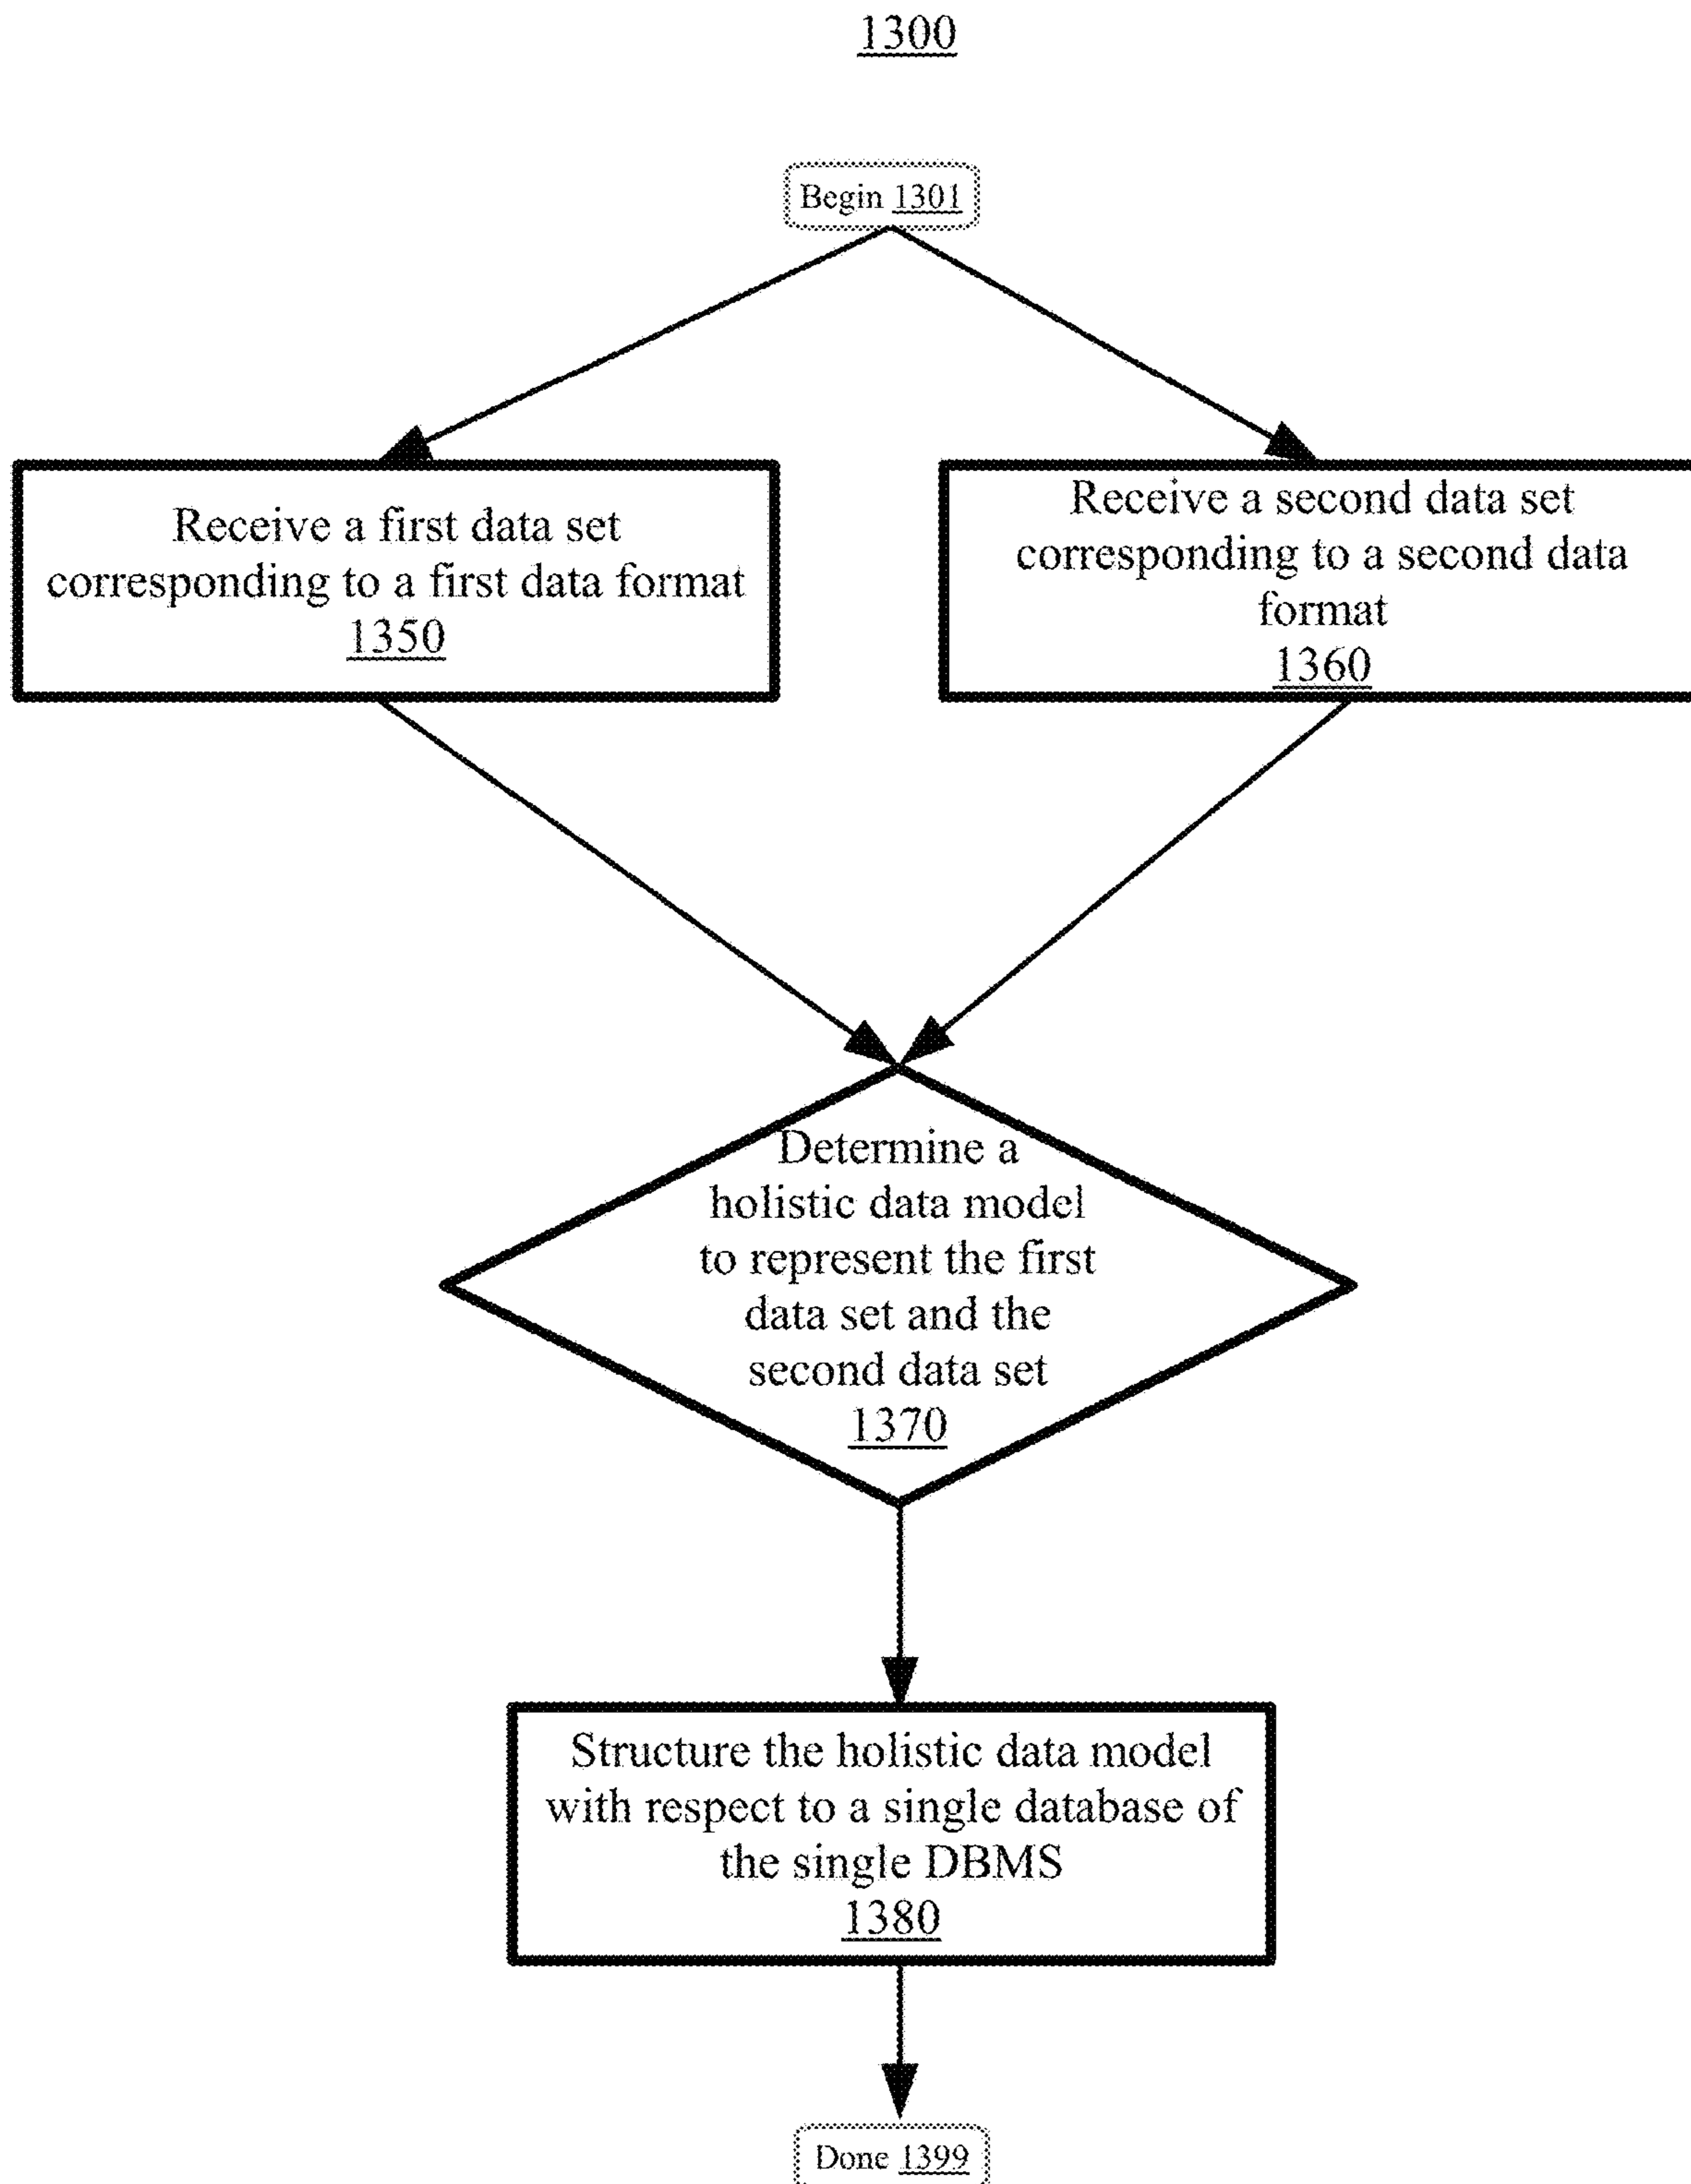 1300
Begin 1301
Receive a first data set
corresponding to a first data format
1350
Receive a second data set
corresponding to a second data
format
1360
Determine a
holistic data model
to represent the first
data set and the
second data set
1370
Structure the holistic data model
with respect to a single database of
the single DBMS
1380
Done 1399